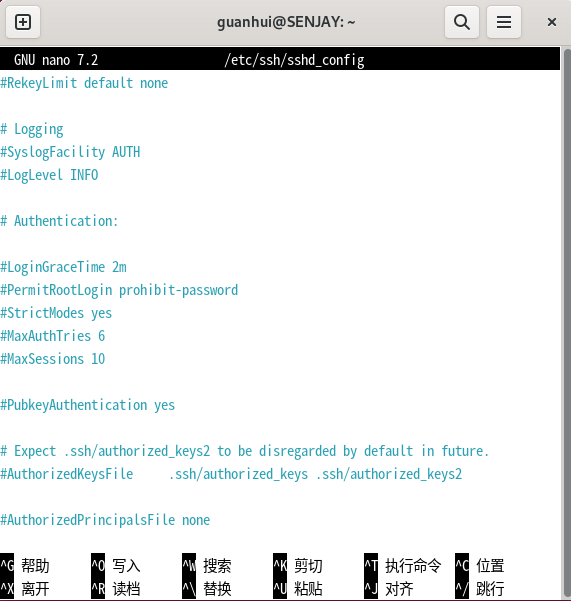 guanhui@SENJAY: ~
GNU nano 7.2 /etc/ssh/sshd_config
#RekeyLimit default none
# Logging
#SyslogFacility AUTH
#LogLevel INFO
# Authentication:
#LoginGraceTime 2m
#PermitRootLogin prohibit-password
#StrictModes yes
#MaxAuthTries 6
#MaxSessions 10
#PubkeyAuthentication yes
# Expect .ssh/authorized_keys2 to be disregarded by default in future.
#AuthorizedKeysFile     .ssh/authorized_keys .ssh/authorized_keys2
#AuthorizedPrincipalsFile none
^G 帮助 ^O 写入 ^W 搜索 ^K 剪切 ^T 执行命令 ^C 位置
^X 离开 ^R 读档 ^\ 替换 ^U 粘贴 ^J 对齐 ^/ 跳行